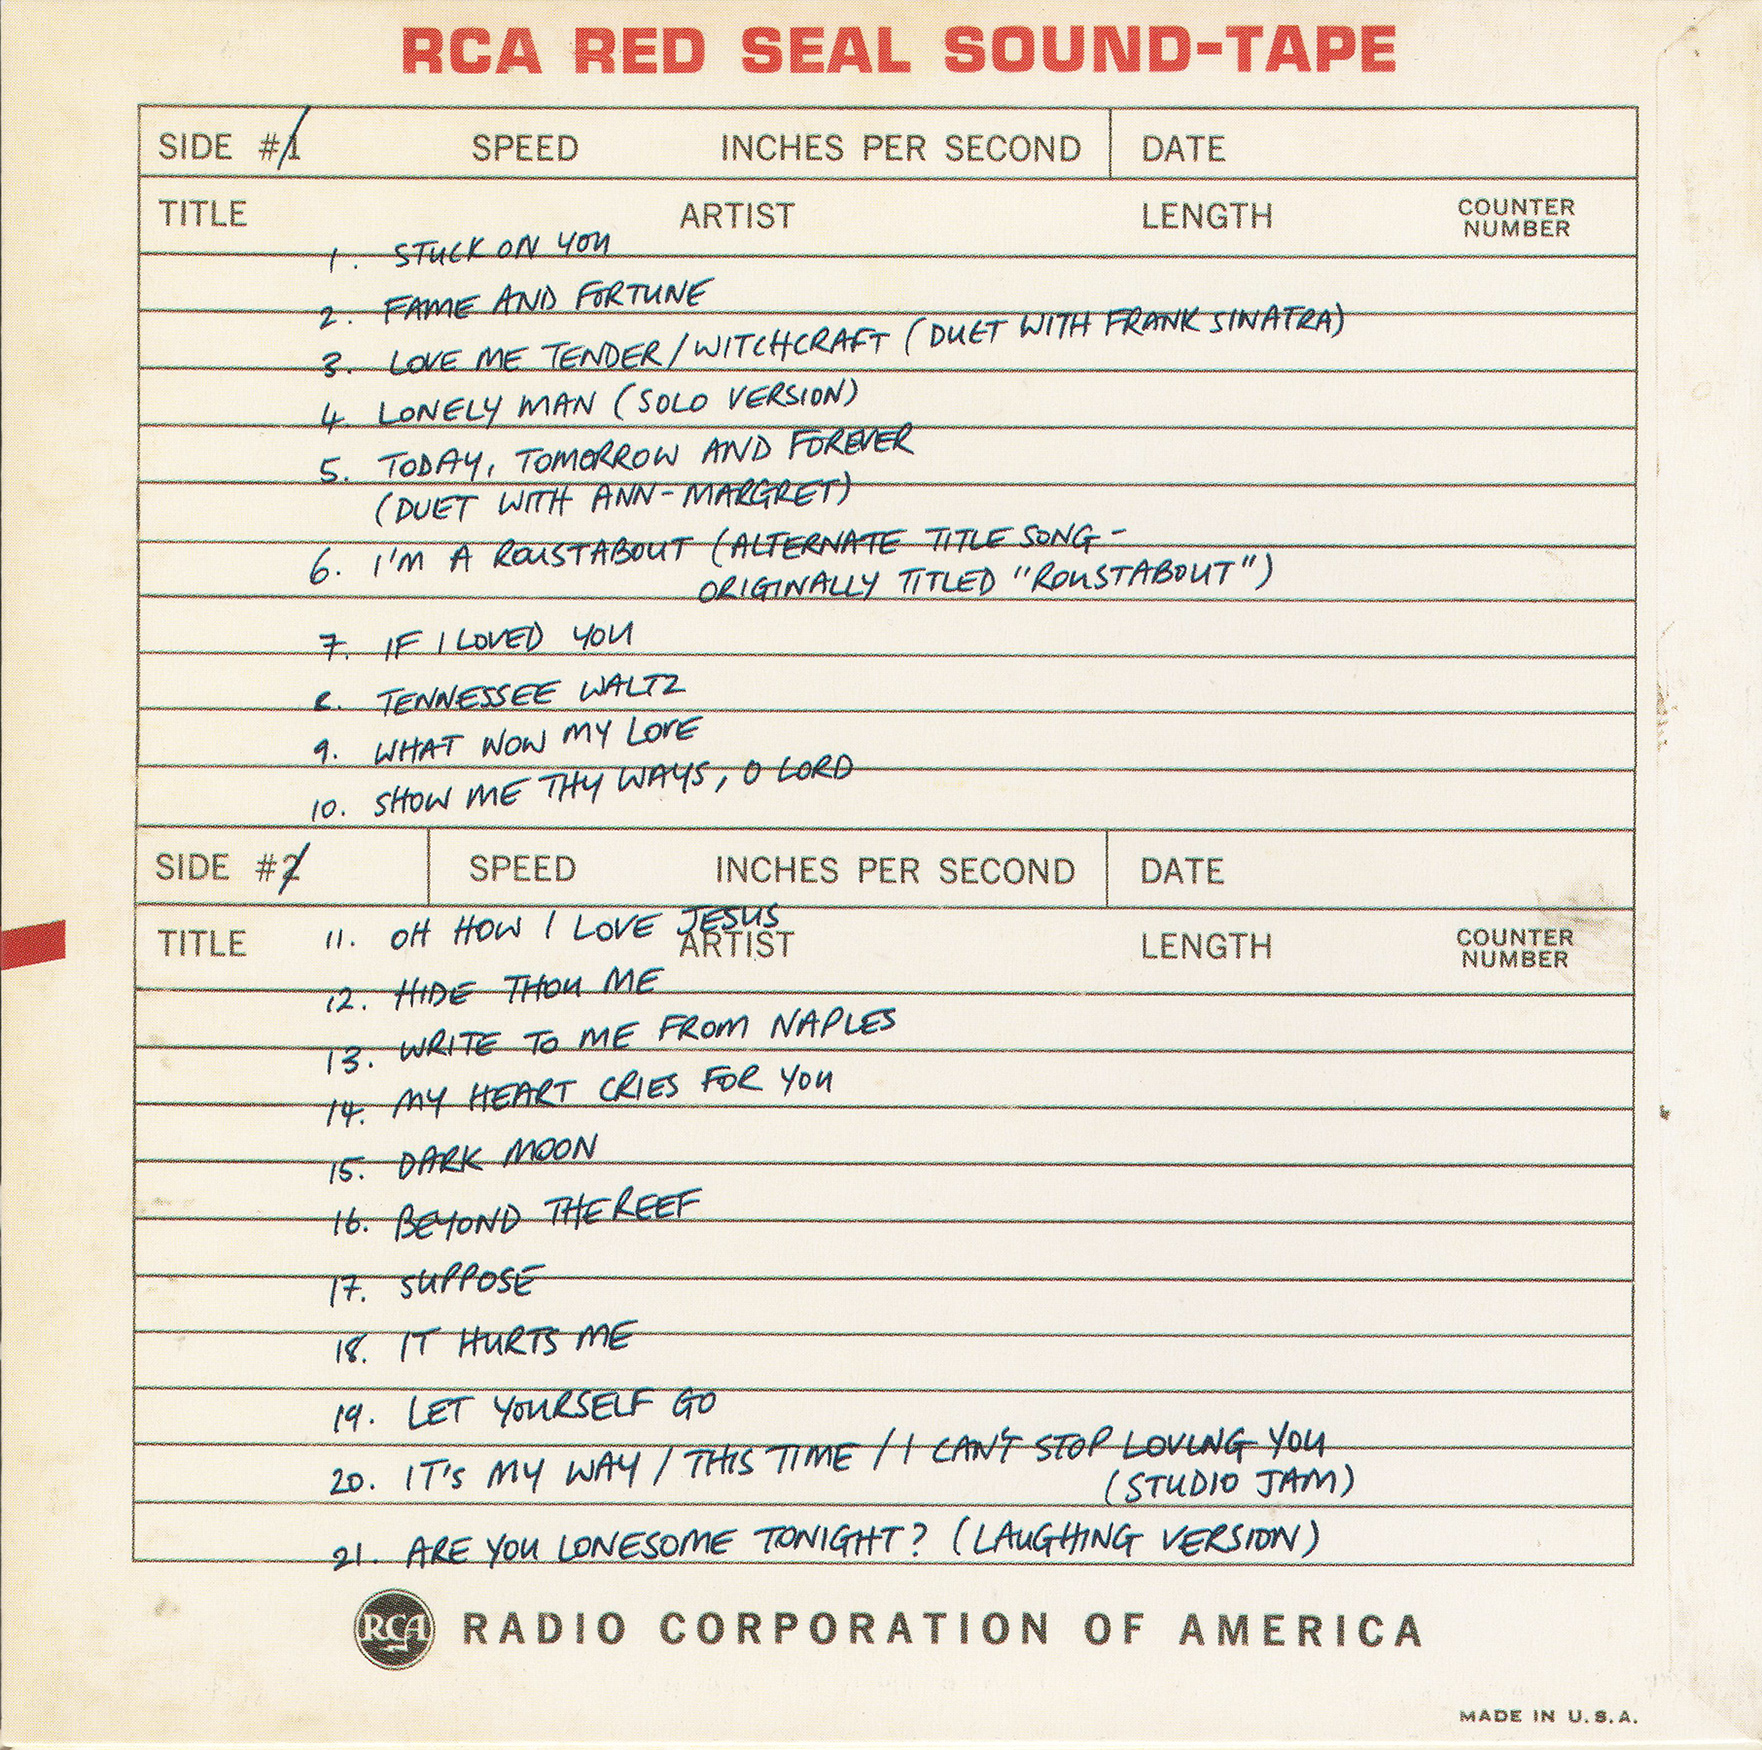 RCA RED SEAL SOUND-TAPE
SIDE #1 SPEED INCHES PER SECOND DATE
TITLE ARTIST LENGTH COUNTER NUMBER
1. STUCK ON YOU
2. FAME AND FORTUNE
3. LOVE ME TENDER/WITCHCRAFT (DUET WITH FRANK SINATRA)
4 LONELY MAN (SOLO VERSION)
5. TODAY, TOMORROW AND FOREVER
(DUET WITH ANN-MARGRET)
6. I'M A ROUSTABOUT (ALTERNATE TITLE SONG -
ORIGINALLY TITLED "ROUSTABOUT")
7. IF I LOVED YOU
8. TENNESSEE WALTZ
9. WHAT NOW MY LOVE
10. SHOW ME THY WAYS, O LORD
SIDE #2 SPEED INCHES PER SECOND DATE
11. OH HOW I LOVE JESUS
TITLE ARTIST LENGTH COUNTER NUMBER
12. HIDE THOU ME
13. WRITE TO ME FROM NAPLES
14. MY HEART CRIES FOR YOU
15. DARK MOON
16. BEYOND THE REEF
17. SUPPOSE
18. IT HURTS ME
19. LET YOURSELF GO
20. IT'S MY WAY / THIS TIME / I CAN'T STOP LOVING YOU
(STUDIO JAM)
21. ARE YOU LONESOME TONIGHT? (LAUGHING VERSION)
RCA RADIO CORPORATION OF AMERICA
MADE IN U.S.A.